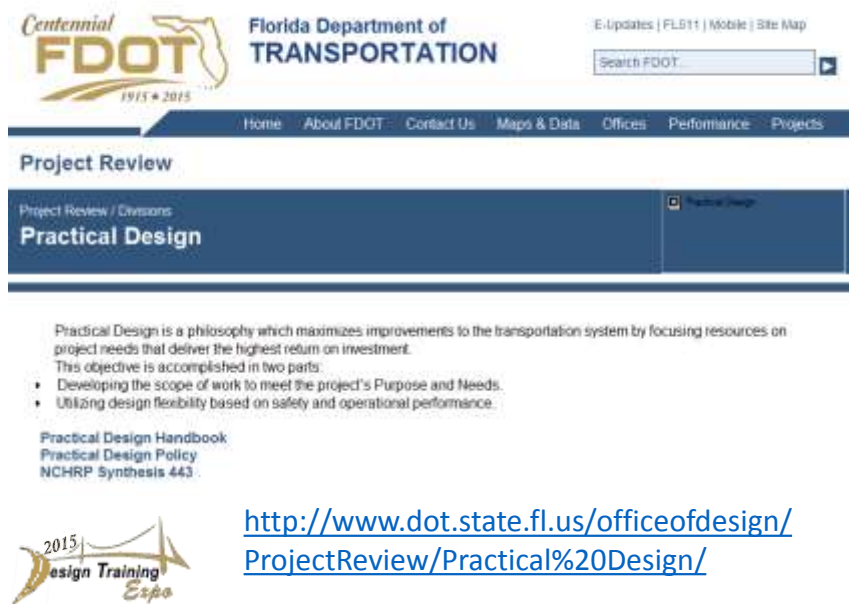 Centennial
FDOT
1915 ★ 2015
Florida Department of
TRANSPORTATION
E-Updates | FL511 | Mobile | Site Map
Search FDOT...
Home About FDOT Contact Us Maps & Data Offices Performance Projects
Project Review
Project Review / Divisions
Practical Design
Practical Design
Practical Design is a philosophy which maximizes improvements to the transportation system by focusing resources on
project needs that deliver the highest return on investment.
This objective is accomplished in two parts:
• Developing the scope of work to meet the project's Purpose and Needs.
• Utilizing design flexibility based on safety and operational performance.
Practical Design Handbook
Practical Design Policy
NCHRP Synthesis 443
2015
Design Training
Expo
http://www.dot.state.fl.us/officeofdesign/
ProjectReview/Practical%20Design/